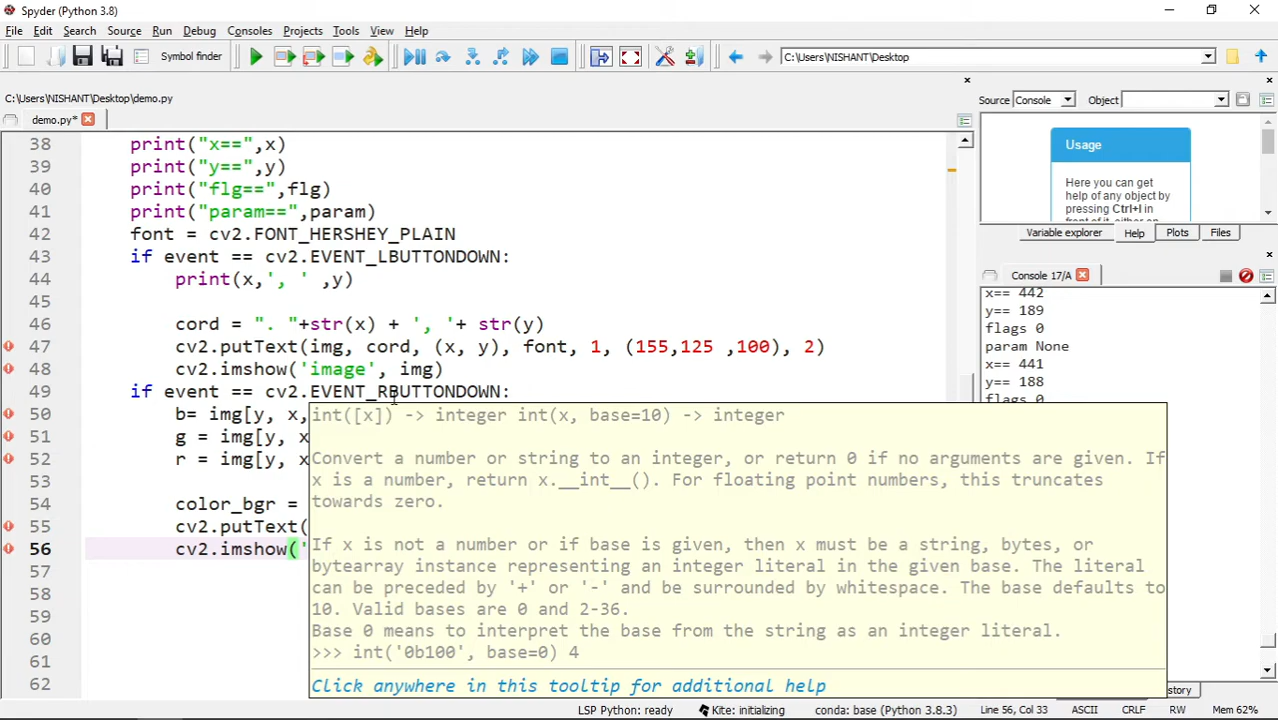 Spyder (Python 3.8)
File Edit Search Source Run Debug Consoles Projects Tools View Help
Symbol finder
C:\Users\NISHANT\Desktop
C:\Users\NISHANT\Desktop\demo.py
demo.py*
38 print("x==",x)
39 print("y==",y)
40 print("flg==",flg)
41 print("param==",param)
42 font = cv2.FONT_HERSHEY_PLAIN
43 if event == cv2.EVENT_LBUTTONDOWN:
44 print(x,', ' ,y)
45
46 cord = ". "+str(x) + ', '+ str(y)
47 cv2.putText(img, cord, (x, y), font, 1, (155,125 ,100), 2)
48 cv2.imshow('image', img)
49 if event == cv2.EVENT_RBUTTONDOWN:
50 b= img[y, x,
51 g = img[y, x
52 r = img[y, x
53
54 color_bgr =
55 cv2.putText(
56 cv2.imshow('
57
58
59
60
61
62
int([x]) -> integer int(x, base=10) -> integer
Convert a number or string to an integer, or return 0 if no arguments are given. If
x is a number, return x.__int__(). For floating point numbers, this truncates
towards zero.
If x is not a number or if base is given, then x must be a string, bytes, or
bytearray instance representing an integer literal in the given base. The literal
can be preceded by '+' or '-' and be surrounded by whitespace. The base defaults to
10. Valid bases are 0 and 2-36.
Base 0 means to interpret the base from the string as an integer literal.
>>> int('0b100', base=0) 4
Click anywhere in this tooltip for additional help
Source Console Object
Usage
Here you can get
help of any object by
pressing Ctrl+I in
front of it, either on
Variable explorer Help Plots Files
Console 17/A
x== 442
y== 189
flags 0
param None
x== 441
y== 188
flags 0
story
LSP Python: ready Kite: initializing conda: base (Python 3.8.3) Line 56, Col 33 ASCII CRLF RW Mem 62%